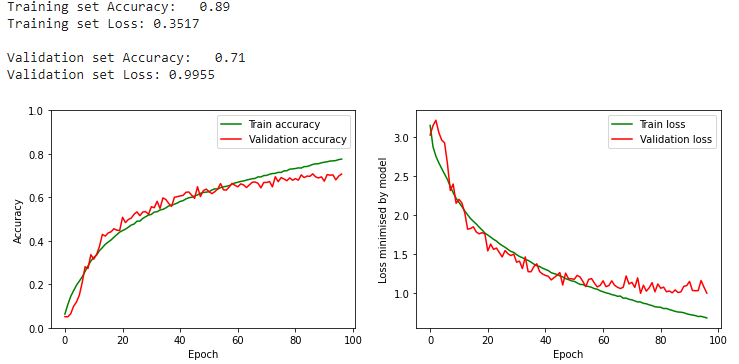 Training set Accuracy:   0.89
Training set Loss: 0.3517
Validation set Accuracy:   0.71
Validation set Loss: 0.9955
1.0
0.8
0.6
0.4
0.2
0.0
Accuracy
Train accuracy
Validation accuracy
0 20 40 60 80 100
Epoch
3.0
2.5
2.0
1.5
1.0
Loss minimised by model
Train loss
Validation loss
0 20 40 60 80 100
Epoch